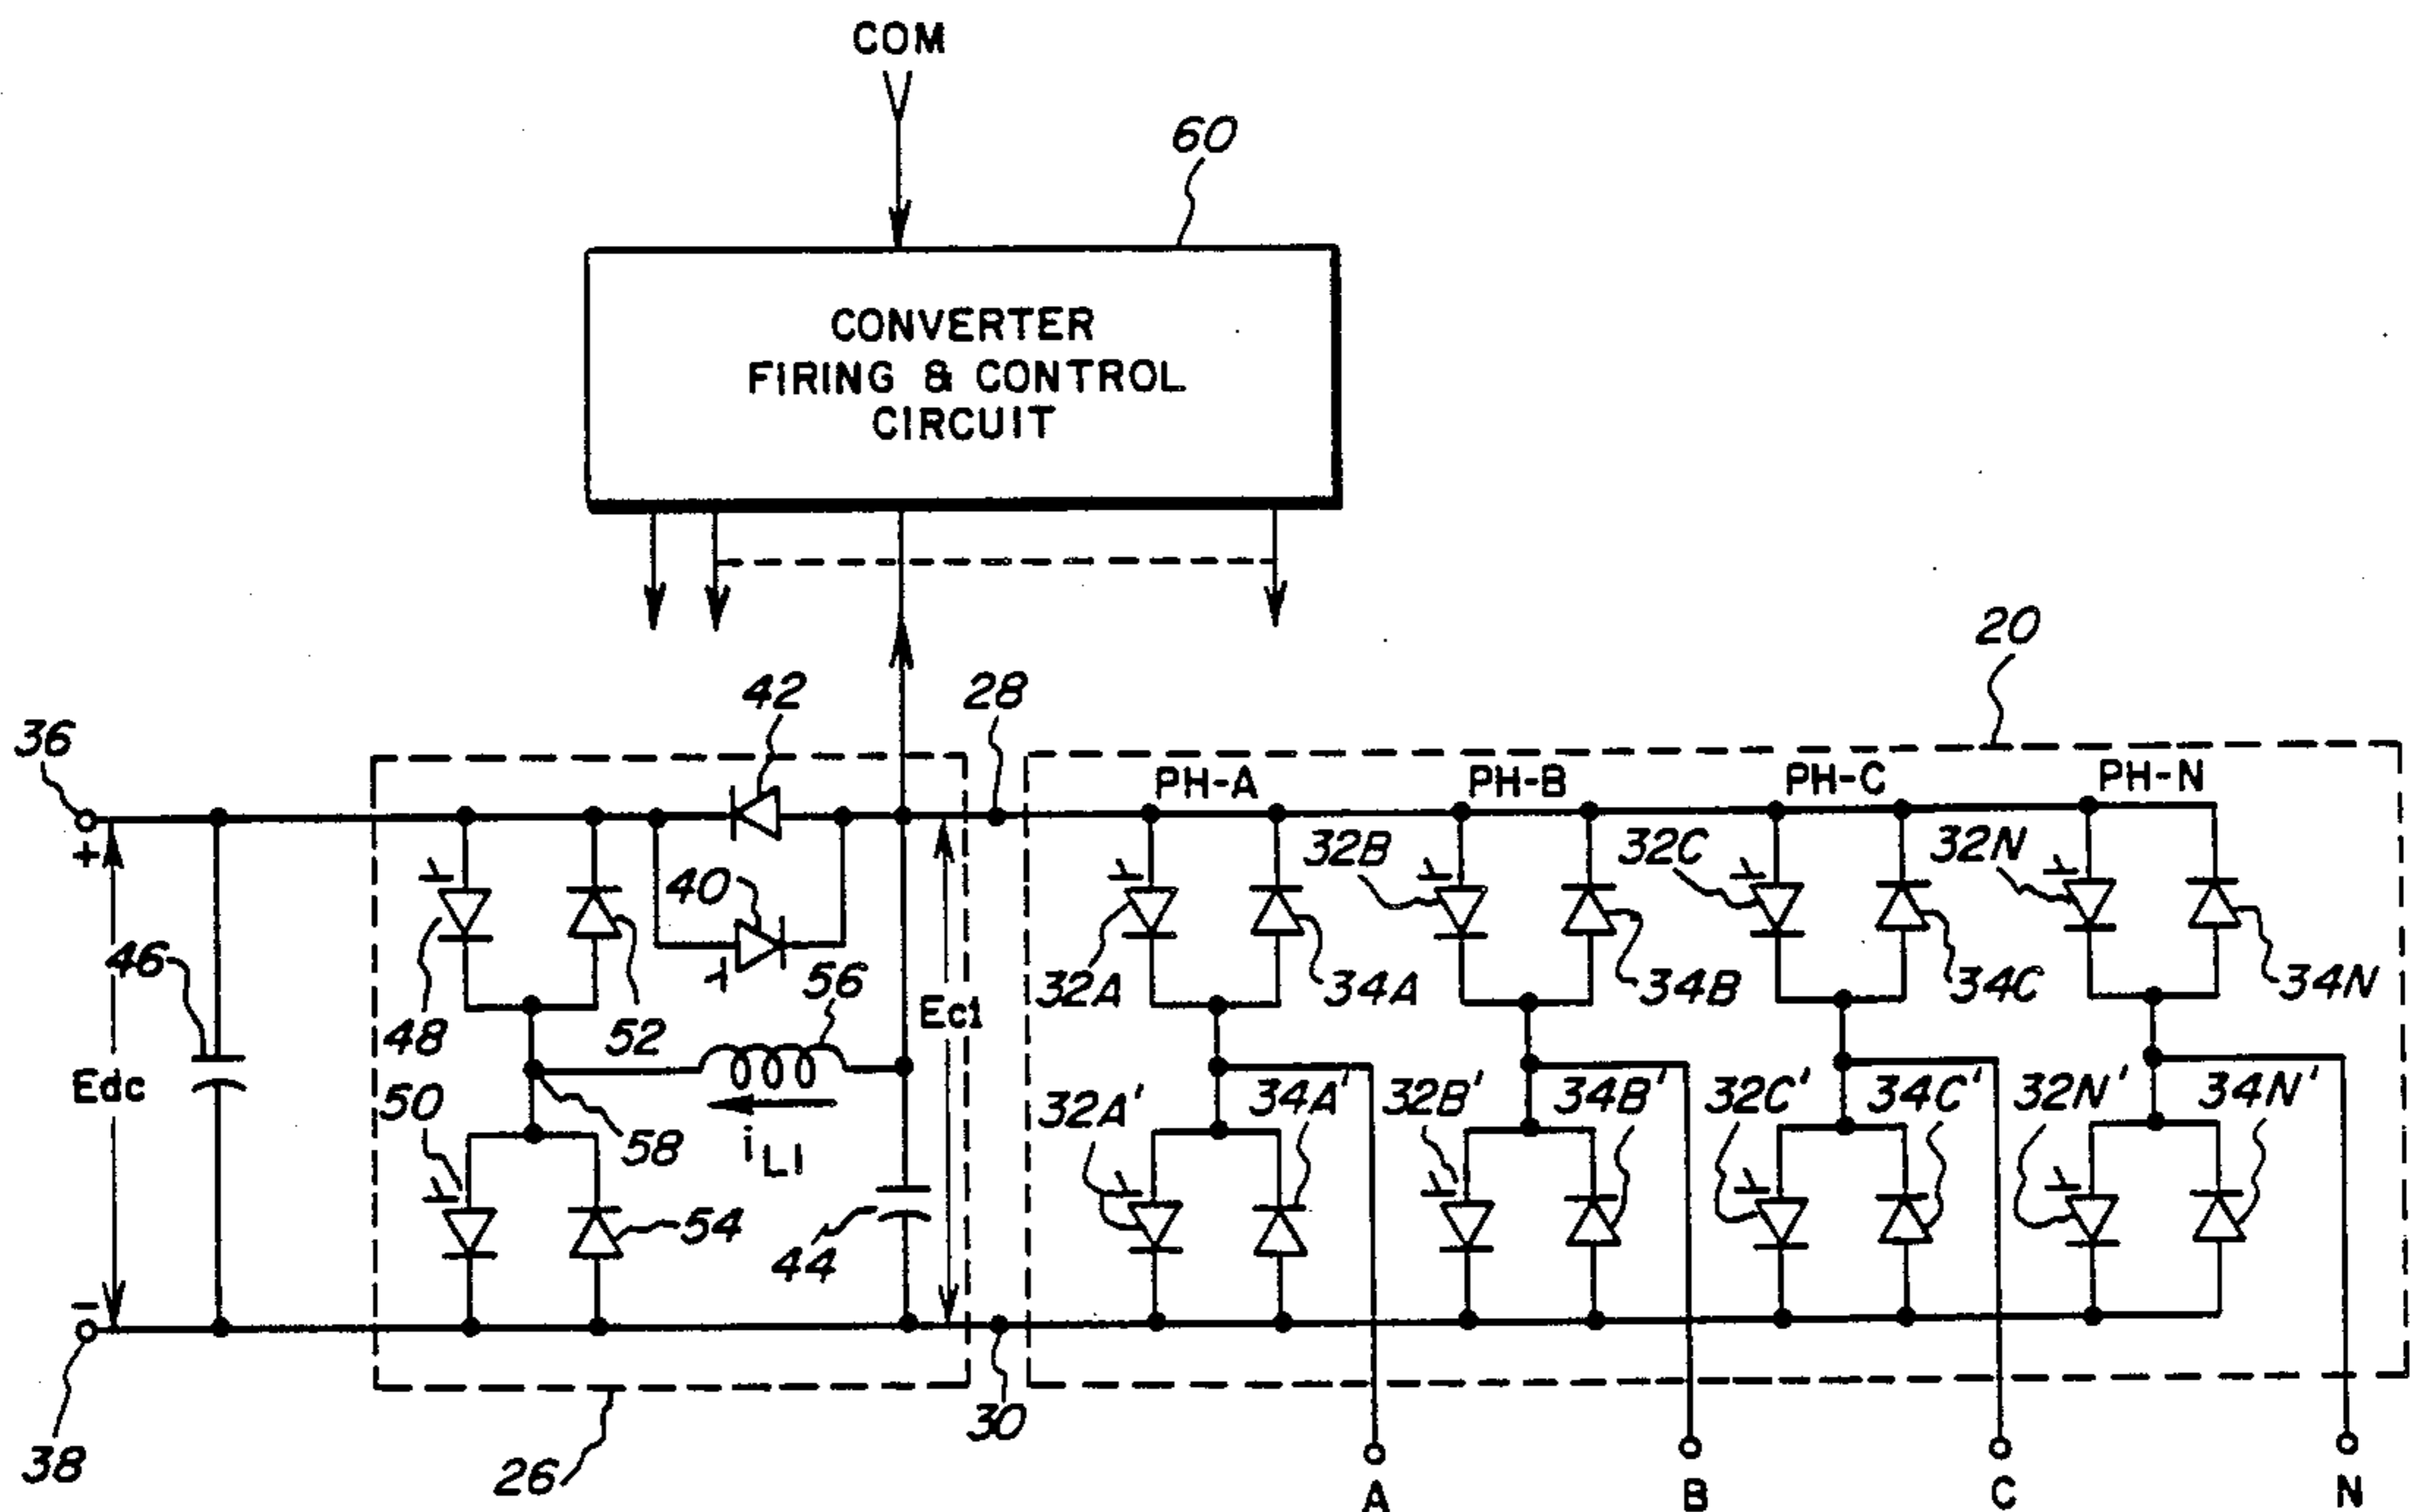 COM
60
CONVERTER
FIRING & CONTROL
CIRCUIT
20
42
28
36
PH-A
PH-B
PH-C
PH-N
+
40
32B
32C
32N
46
56
32A
34A
34B
34C
34N
48
52
Ec1
Edc
50
58
iL1
32A'
34A'
32B'
34B'
32C'
34C'
32N'
34N'
54
44
-
30
38
26
A
B
C
N